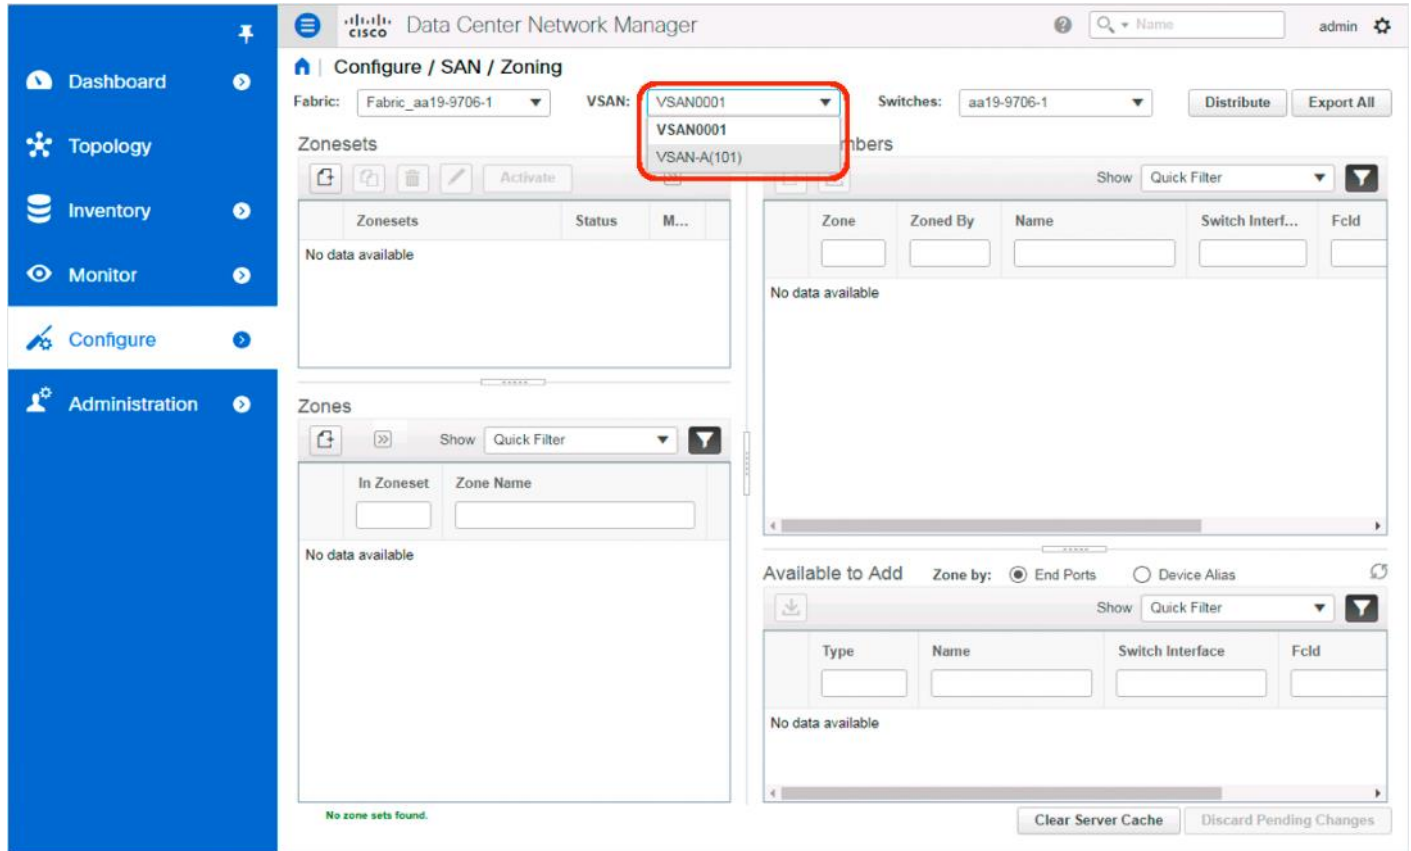 cisco Data Center Network Manager
Name
admin
Dashboard
Topology
Inventory
Monitor
Configure
Administration
Configure / SAN / Zoning
Fabric: Fabric_aa19-9706-1 VSAN: VSAN0001 Switches: aa19-9706-1 Distribute Export All
VSAN0001
VSAN-A(101)
Zonesets
Activate
Zonesets Status M...
No data available
Zones
Show Quick Filter
In Zoneset Zone Name
No data available
No zone sets found.
mbers
Show Quick Filter
Zone Zoned By Name Switch Interf... FcId
No data available
Available to Add Zone by: End Ports Device Alias
Show Quick Filter
Type Name Switch Interface FcId
No data available
Clear Server Cache Discard Pending Changes